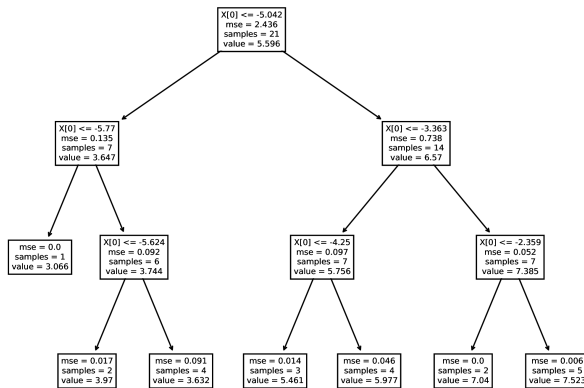 X[0] <= -5.042
mse = 2.436
samples = 21
value = 5.596
X[0] <= -5.77
mse = 0.135
samples = 7
value = 3.647
X[0] <= -3.363
mse = 0.738
samples = 14
value = 6.57
mse = 0.0
samples = 1
value = 3.066
X[0] <= -5.624
mse = 0.092
samples = 6
value = 3.744
X[0] <= -4.25
mse = 0.097
samples = 7
value = 5.756
X[0] <= -2.359
mse = 0.052
samples = 7
value = 7.385
mse = 0.017
samples = 2
value = 3.97
mse = 0.091
samples = 4
value = 3.632
mse = 0.014
samples = 3
value = 5.461
mse = 0.046
samples = 4
value = 5.977
mse = 0.0
samples = 2
value = 7.04
mse = 0.006
samples = 5
value = 7.523